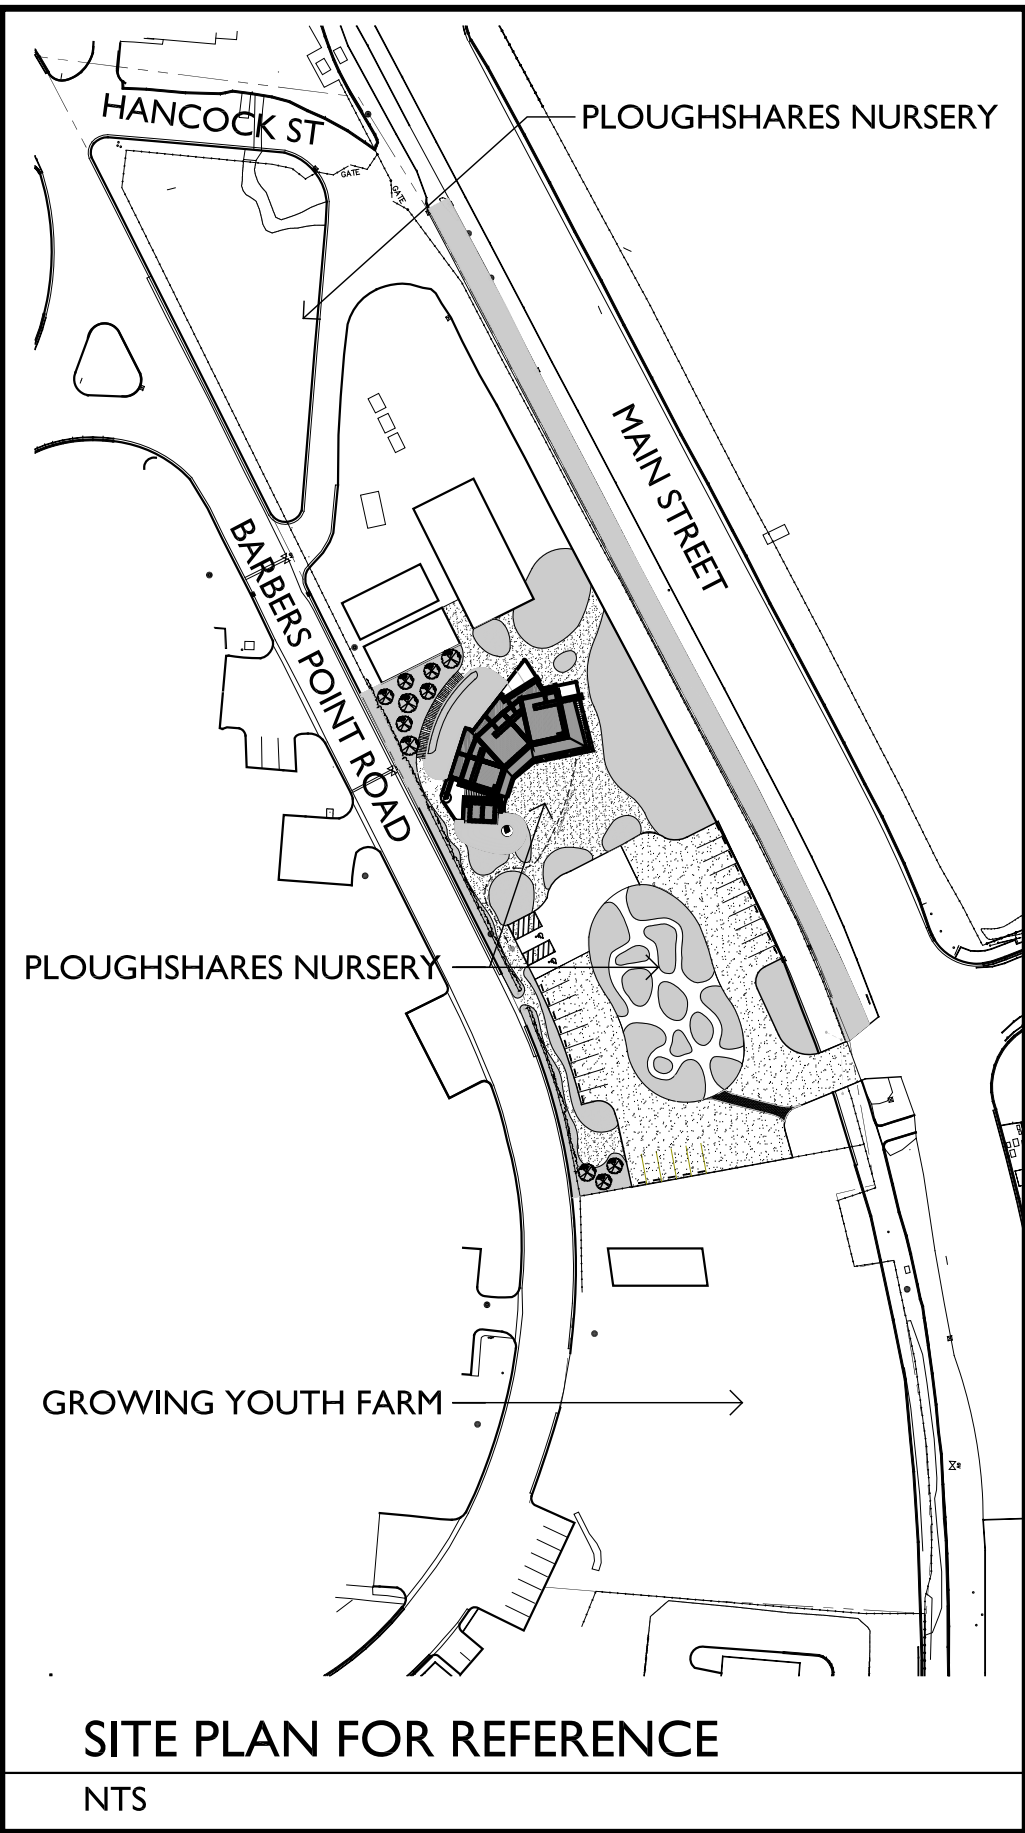 HANCOCK ST
PLOUGHSHARES NURSERY
GATE
GATE
MAIN STREET
BARBERS POINT ROAD
PLOUGHSHARES NURSERY
GROWING YOUTH FARM
SITE PLAN FOR REFERENCE
NTS